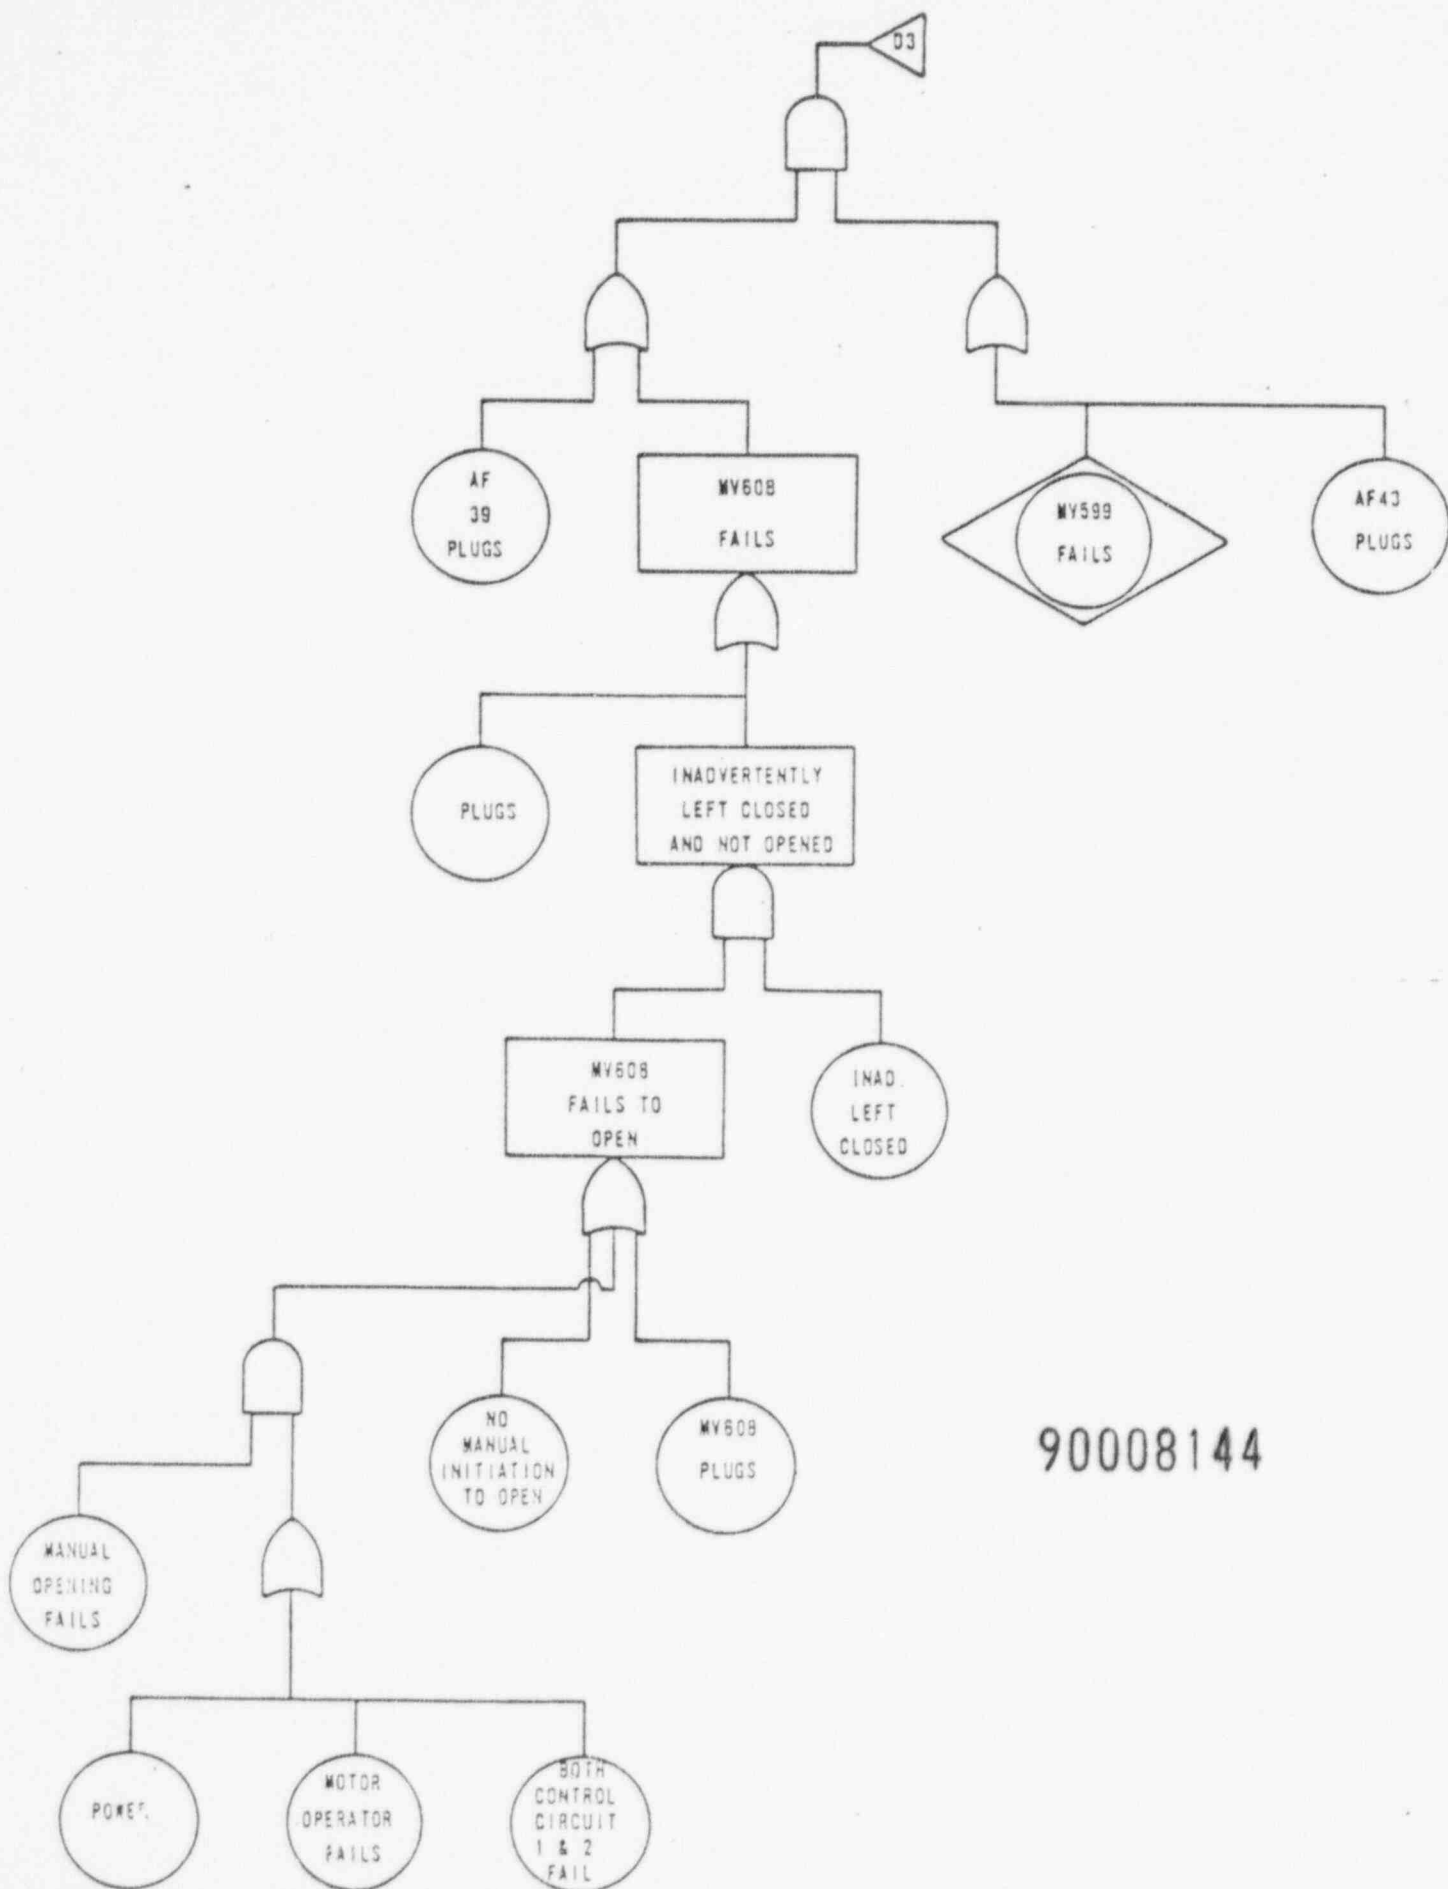 D3
AF
39
PLUGS
MV608
FAILS
MV599
FAILS
AF43
PLUGS
PLUGS
INADVERTENTLY
LEFT CLOSED
AND NOT OPENED
MV608
FAILS TO
OPEN
INAD.
LEFT
CLOSED
NO
MANUAL
INITIATION
TO OPEN
MV608
PLUGS
90008144
MANUAL
OPENING
FAILS
POWER
MOTOR
OPERATOR
FAILS
BOTH
CONTROL
CIRCUIT
1 & 2
FAIL